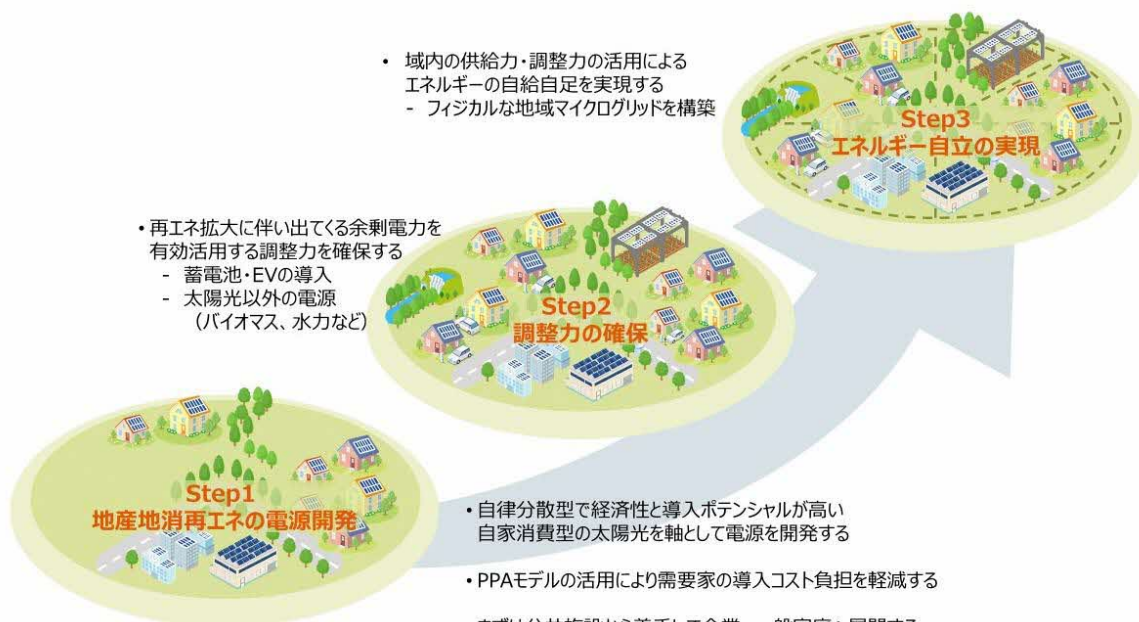 • 域内の供給力・調整力の活用による
エネルギーの自給自足を実現する
- フィジカルな地域マイクログリッドを構築
Step3
エネルギー自立の実現
• 再エネ拡大に伴い出てくる余剰電力を
有効活用する調整力を確保する
- 蓄電池・EVの導入
- 太陽光以外の電源
(バイオマス、水力など)
Step2
調整力の確保
Step1
地産地消再エネの電源開発
• 自律分散型で経済性と導入ポテンシャルが高い
自家消費型の太陽光を軸として電源を開発する
• PPAモデルの活用により需要家の導入コスト負担を軽減する